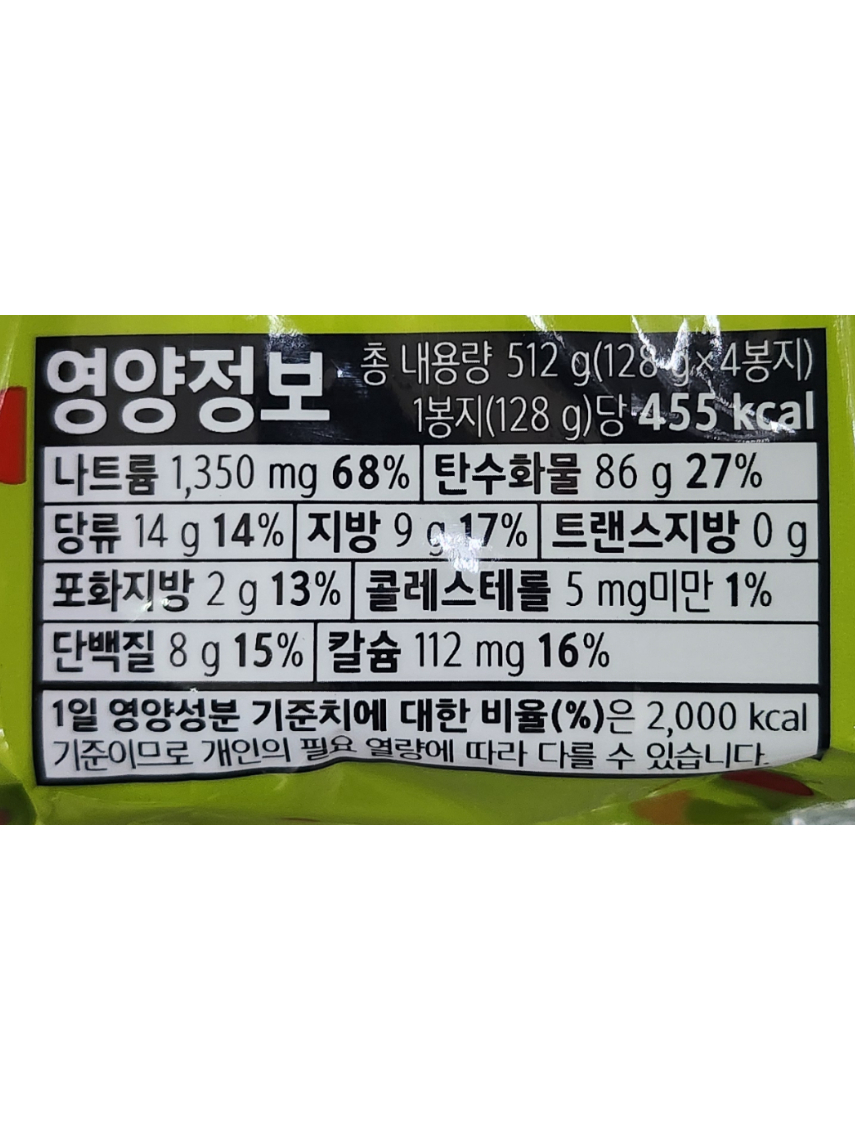 영양정보 총 내용량 512 g(128 g×4봉지)
1봉지(128 g)당 455 kcal
나트륨 1,350 mg 68% 탄수화물 86 g 27%
당류 14 g 14% 지방 9 g 17% 트랜스지방 0 g
포화지방 2 g 13% 콜레스테롤 5 mg미만 1%
단백질 8 g 15% 칼슘 112 mg 16%
1일 영양성분 기준치에 대한 비율(%)은 2,000 kcal
기준이므로 개인의 필요 열량에 따라 다를 수 있습니다.